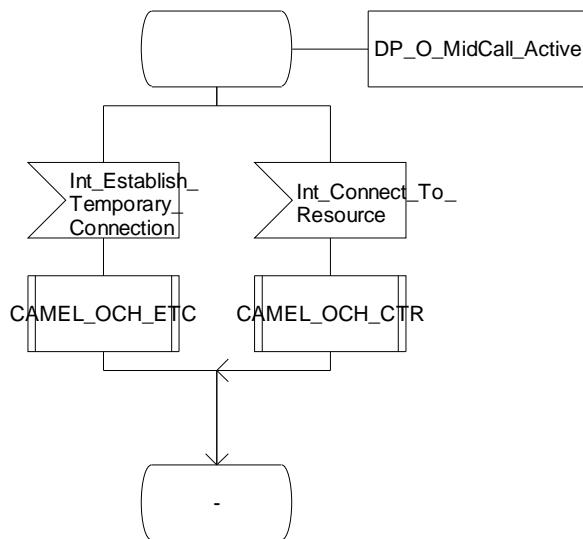 DP_O_MidCall_Active
Int_Establish_
Temporary_
Connection
Int_Connect_To_
Resource
CAMEL_OCH_ETC
CAMEL_OCH_CTR
-